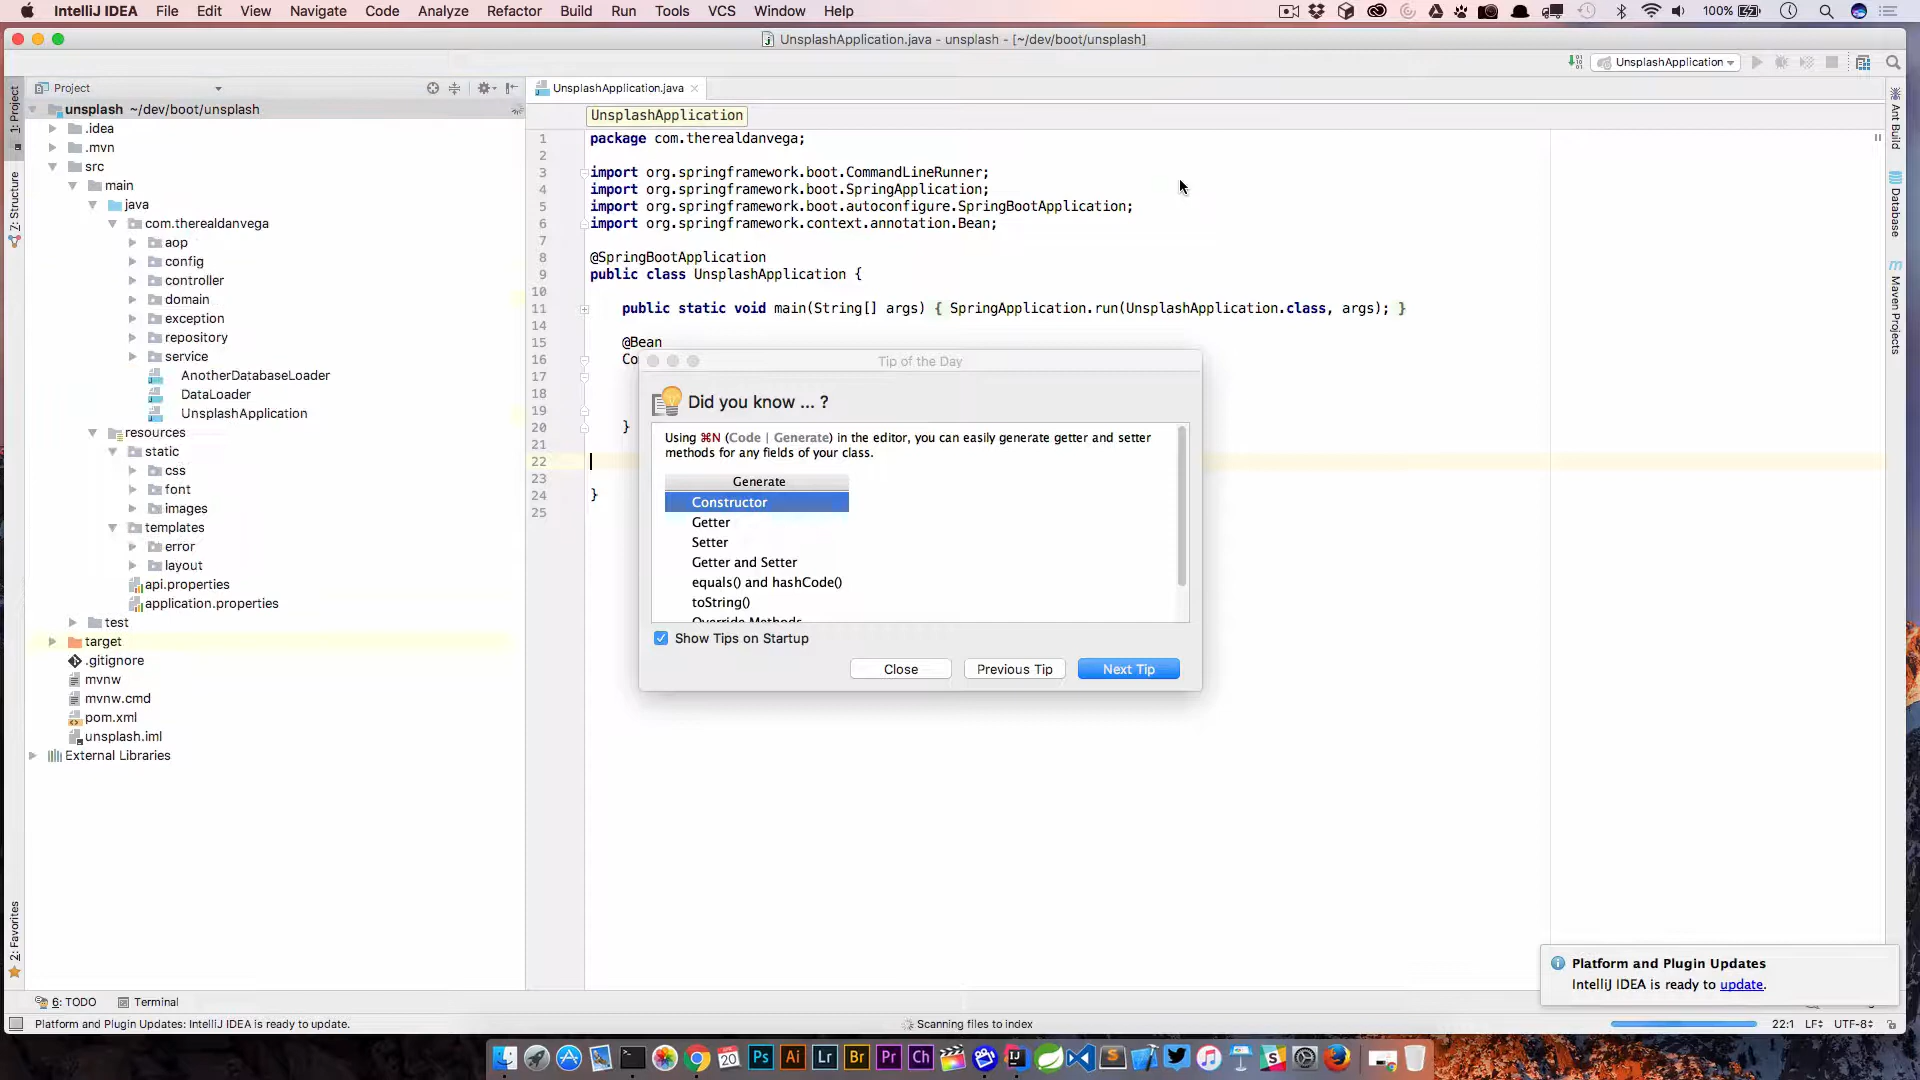 IntelliJ IDEA File Edit View Navigate Code Analyze Refactor Build Run Tools VCS Window Help 100%
UnsplashApplication.java - unsplash - [~/dev/boot/unsplash]
UnsplashApplication
Project
UnsplashApplication.java
1: Project
Z: Structure
2: Favorites
unsplash ~/dev/boot/unsplash
.idea
.mvn
src
main
java
com.therealdanvega
aop
config
controller
domain
exception
repository
service
AnotherDatabaseLoader
DataLoader
UnsplashApplication
resources
static
css
font
images
templates
error
layout
api.properties
application.properties
test
target
.gitignore
mvnw
mvnw.cmd
pom.xml
unsplash.iml
External Libraries
UnsplashApplication
1 package com.therealdanvega;
2
3 import org.springframework.boot.CommandLineRunner;
4 import org.springframework.boot.SpringApplication;
5 import org.springframework.boot.autoconfigure.SpringBootApplication;
6 import org.springframework.context.annotation.Bean;
7
8 @SpringBootApplication
9 public class UnsplashApplication {
10
11 public static void main(String[] args) { SpringApplication.run(UnsplashApplication.class, args); }
14
15 @Bean
16 Co
17
18
19
20 }
21
22
23
24 }
25
Tip of the Day
Did you know ... ?
Using ⌘N (Code | Generate) in the editor, you can easily generate getter and setter
methods for any fields of your class.
Generate
Constructor
Getter
Setter
Getter and Setter
equals() and hashCode()
toString()
Override Methods
Show Tips on Startup
Close Previous Tip Next Tip
Ant Build
Database
m Maven Projects
Platform and Plugin Updates
IntelliJ IDEA is ready to update.
6: TODO Terminal
Platform and Plugin Updates: IntelliJ IDEA is ready to update.
Scanning files to index
22:1 LF÷ UTF-8÷
20 Ps Ai Lr Br Pr Ch IJ S